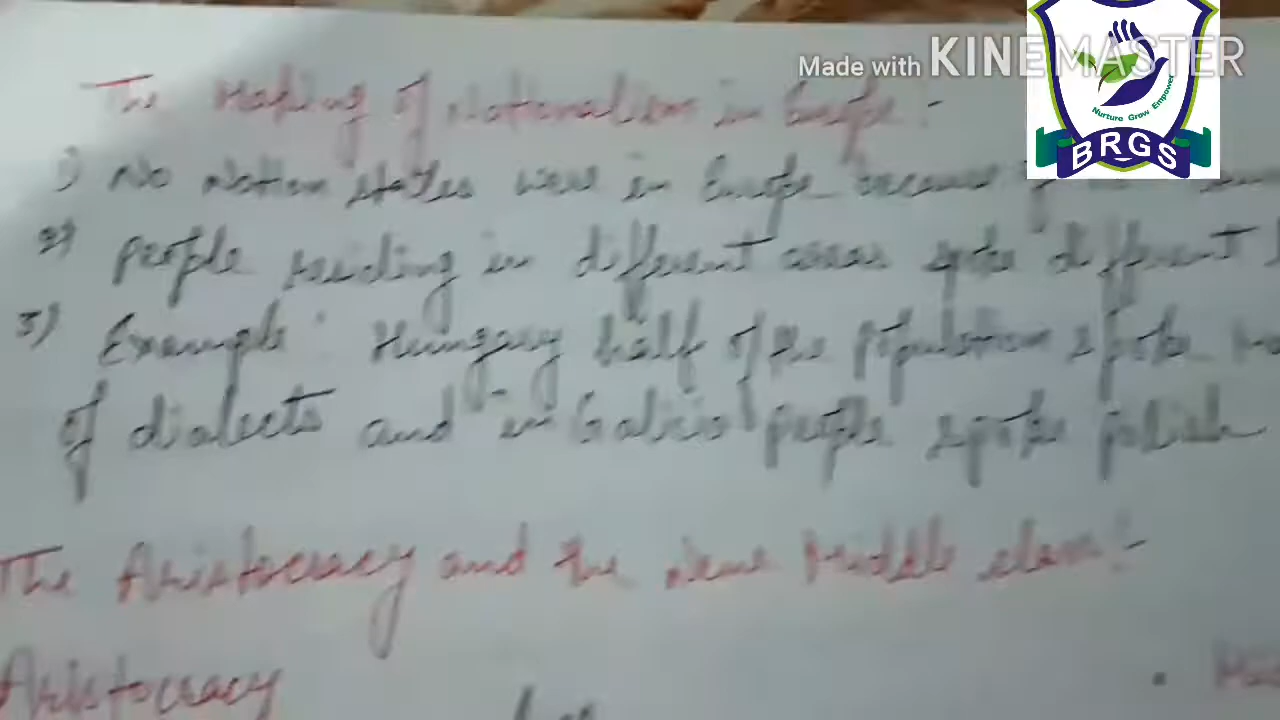 Made with KINEMASTER
Nurture Grow Empower
BRGS
The Making of Nationalism in Europe :-
1) No Nation states were in Europe because of
2) People residing in different areas spoke different
3) Example : Hungary half of the population spoke
of dialects and in Galicia people spoke polish
The Aristocracy and the New Middle class :-
Aristocracy